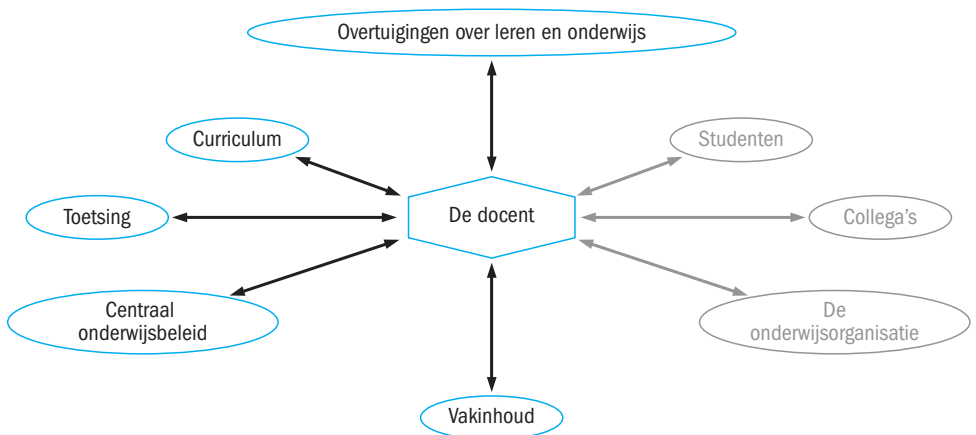 Overtuigingen over leren en onderwijs
Curriculum
Studenten
Toetsing
De docent
Collega's
Centraal
onderwijsbeleid
De
onderwijsorganisatie
Vakinhoud